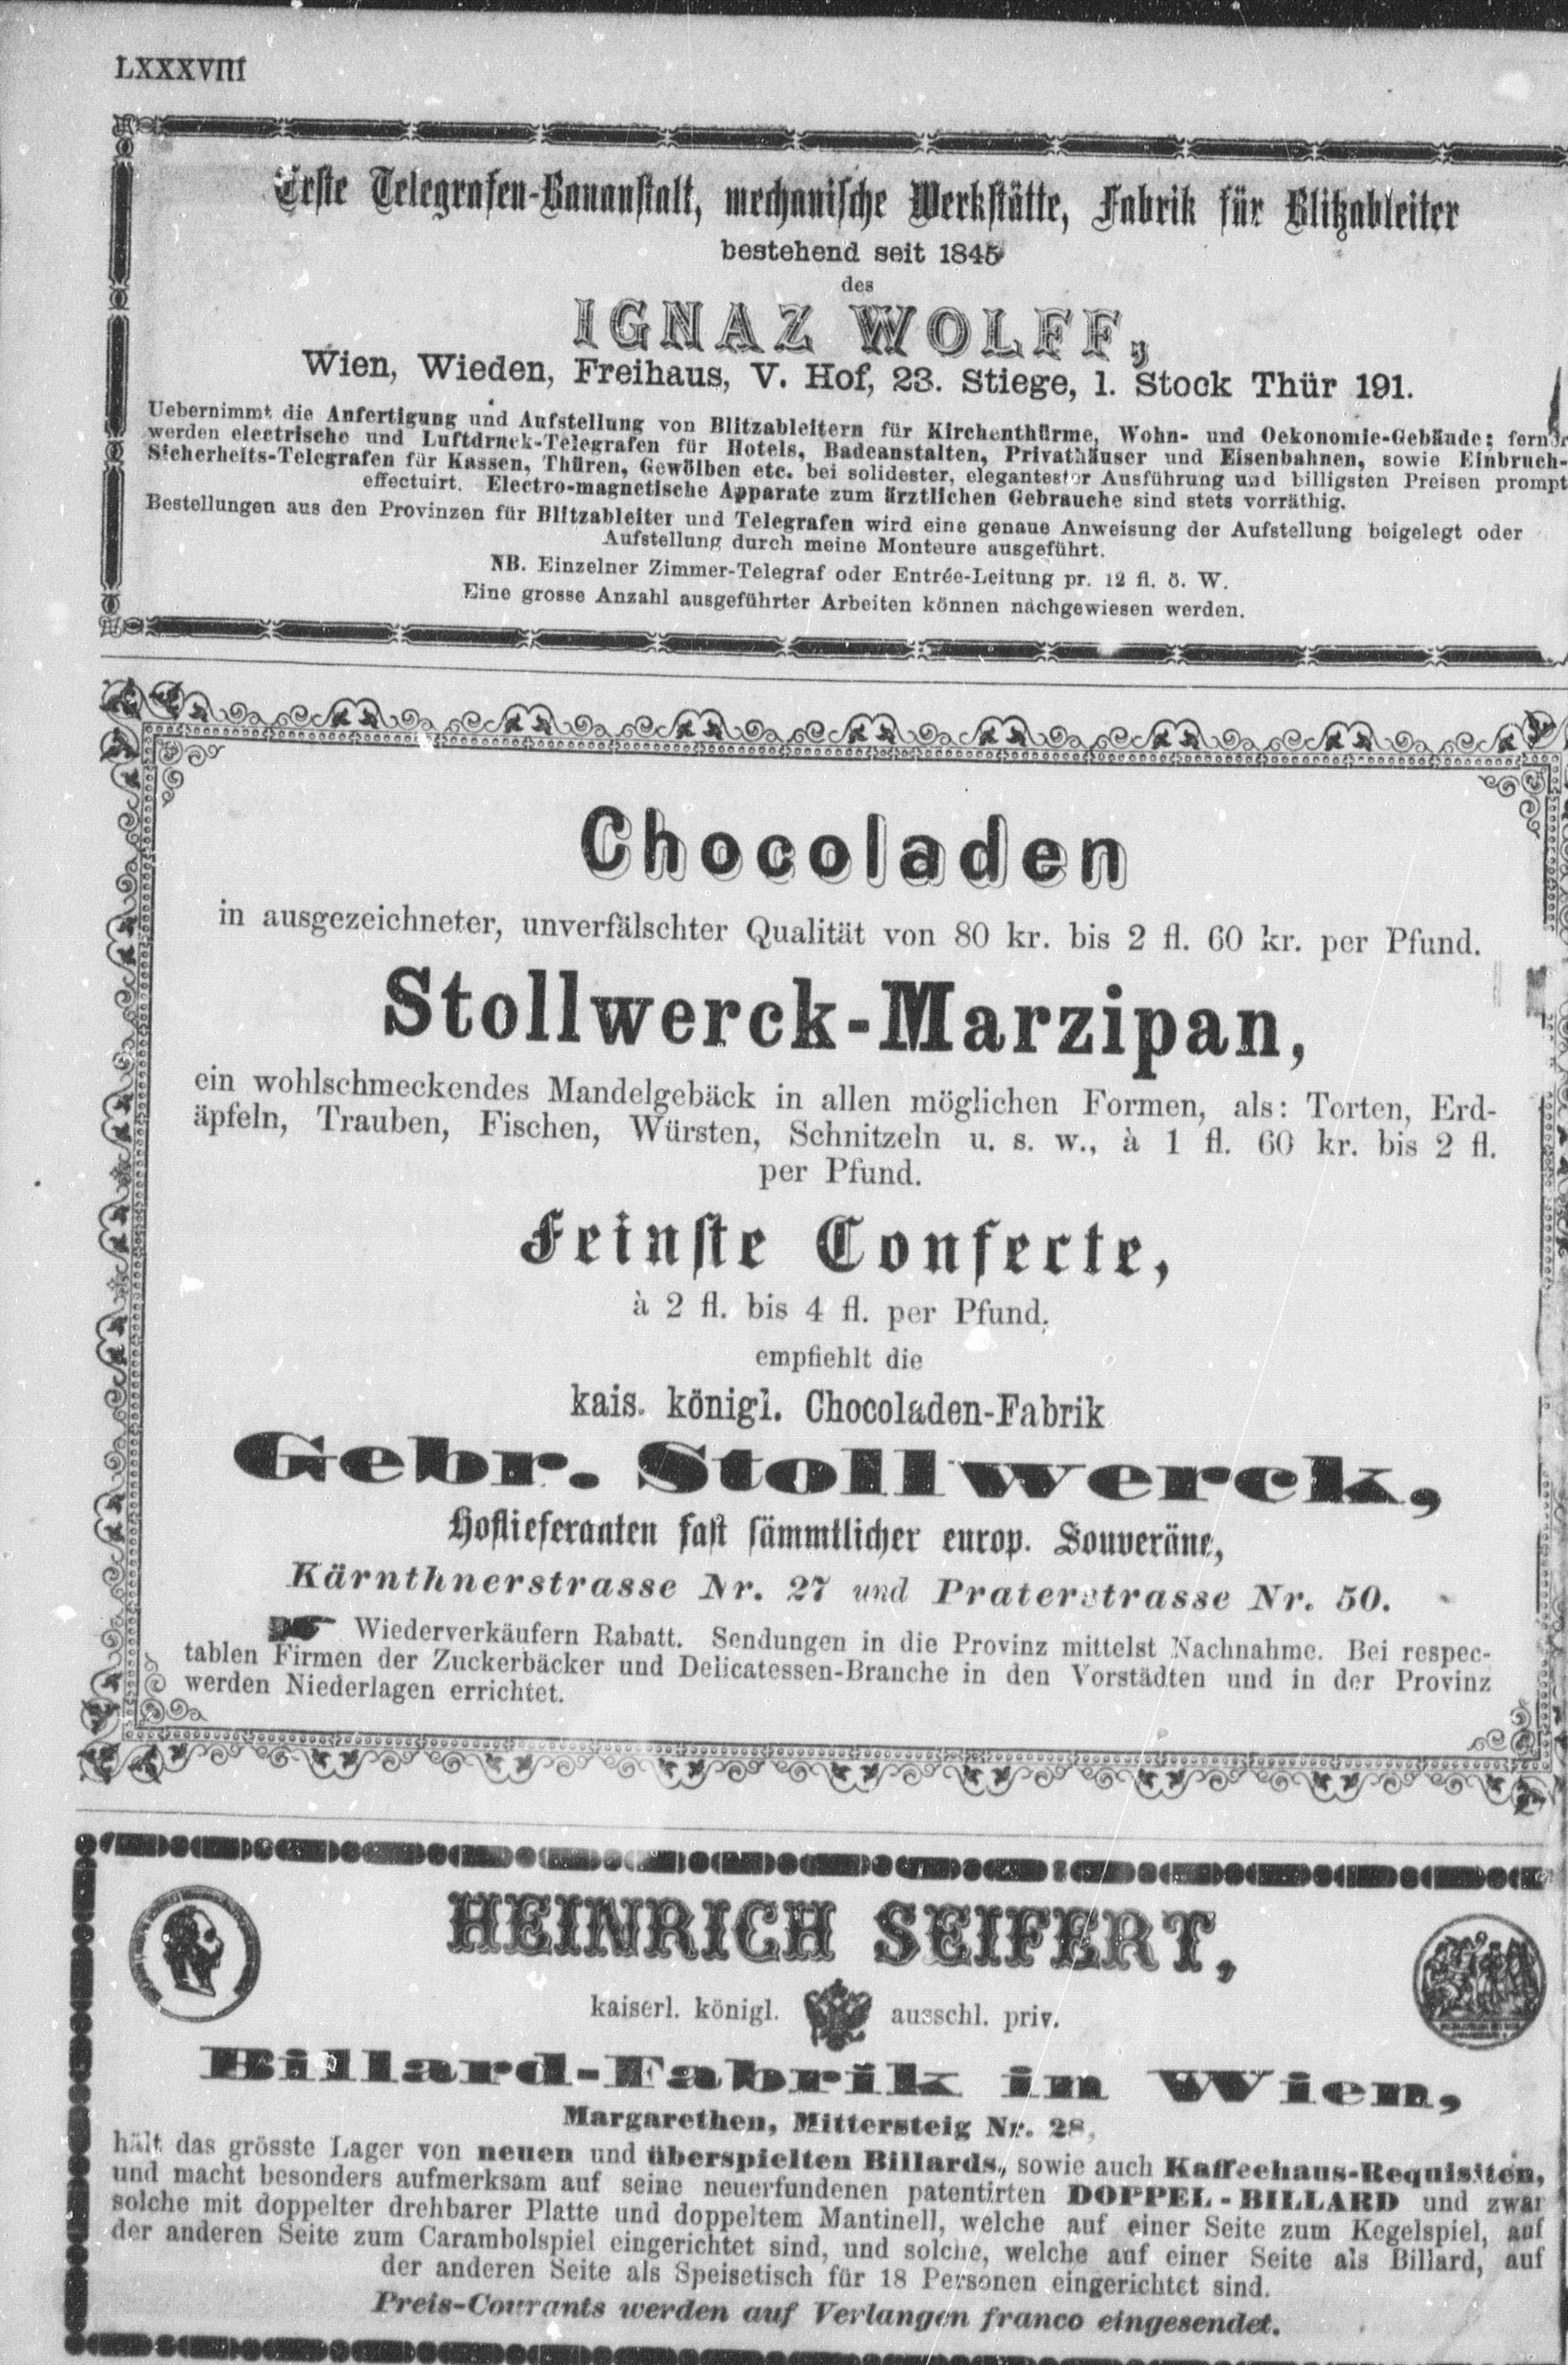 LXXXVIII
Erste Telegrafen-Bauanstalt, mechanische Werkstätte, Fabrik für Blitzableiter
bestehend seit 1845
des
IGNAZ WOLFF,
Wien, Wieden, Freihaus, V. Hof, 23. Stiege, 1. Stock Thür 191.
Uebernimmt die Anfertigung und Aufstellung von Blitzableitern für Kirchenthürme, Wohn- und Oekonomie-Gebäude; ferner
werden electrische und Luftdruck-Telegrafen für Hotels, Badeanstalten, Privathäuser und Eisenbahnen, sowie Einbruch-
Sicherheits-Telegrafen für Kassen, Thüren, Gewölben etc. bei solidester, elegantester Ausführung und billigsten Preisen prompt
effectuirt. Electro-magnetische Apparate zum ärztlichen Gebrauche sind stets vorräthig.
Bestellungen aus den Provinzen für Blitzableiter und Telegrafen wird eine genaue Anweisung der Aufstellung beigelegt oder
Aufstellung durch meine Monteure ausgeführt.
NB. Einzelner Zimmer-Telegraf oder Entrée-Leitung pr. 12 fl. ö. W.
Eine grosse Anzahl ausgeführter Arbeiten können nachgewiesen werden.
Chocoladen
in ausgezeichneter, unverfälschter Qualität von 80 kr. bis 2 fl. 60 kr. per Pfund.
Stollwerck-Marzipan,
ein wohlschmeckendes Mandelgebäck in allen möglichen Formen, als: Torten, Erd-
äpfeln, Trauben, Fischen, Würsten, Schnitzeln u. s. w., à 1 fl. 60 kr. bis 2 fl.
per Pfund.
Feinste Confecte,
à 2 fl. bis 4 fl. per Pfund.
empfiehlt die
kais. königl. Chocoladen-Fabrik
Gebr. Stollwerck,
Hoflieferanten fast sämmtlicher europ. Souveräne,
Kärnthnerstrasse Nr. 27 und Praterstrasse Nr. 50.
Wiederverkäufern Rabatt. Sendungen in die Provinz mittelst Nachnahme. Bei respec-
tablen Firmen der Zuckerbäcker und Delicatessen-Branche in den Vorstädten und in der Provinz
werden Niederlagen errichtet.
HEINRICH SEIFERT,
kaiserl. königl. ausschl. priv.
Billard-Fabrik in Wien,
Margarethen, Mittersteig Nr. 28,
hält das grösste Lager von neuen und überspielten Billards, sowie auch Kaffeehaus-Requisiten,
und macht besonders aufmerksam auf seine neuerfundenen patentirten DOPPEL-BILLARD und zwar
solche mit doppelter drehbarer Platte und doppeltem Mantinell, welche auf einer Seite zum Kegelspiel, auf
der anderen Seite zum Carambolspiel eingerichtet sind, und solche, welche auf einer Seite als Billard, auf
der anderen Seite als Speisetisch für 18 Personen eingerichtet sind.
Preis-Courants werden auf Verlangen franco eingesendet.